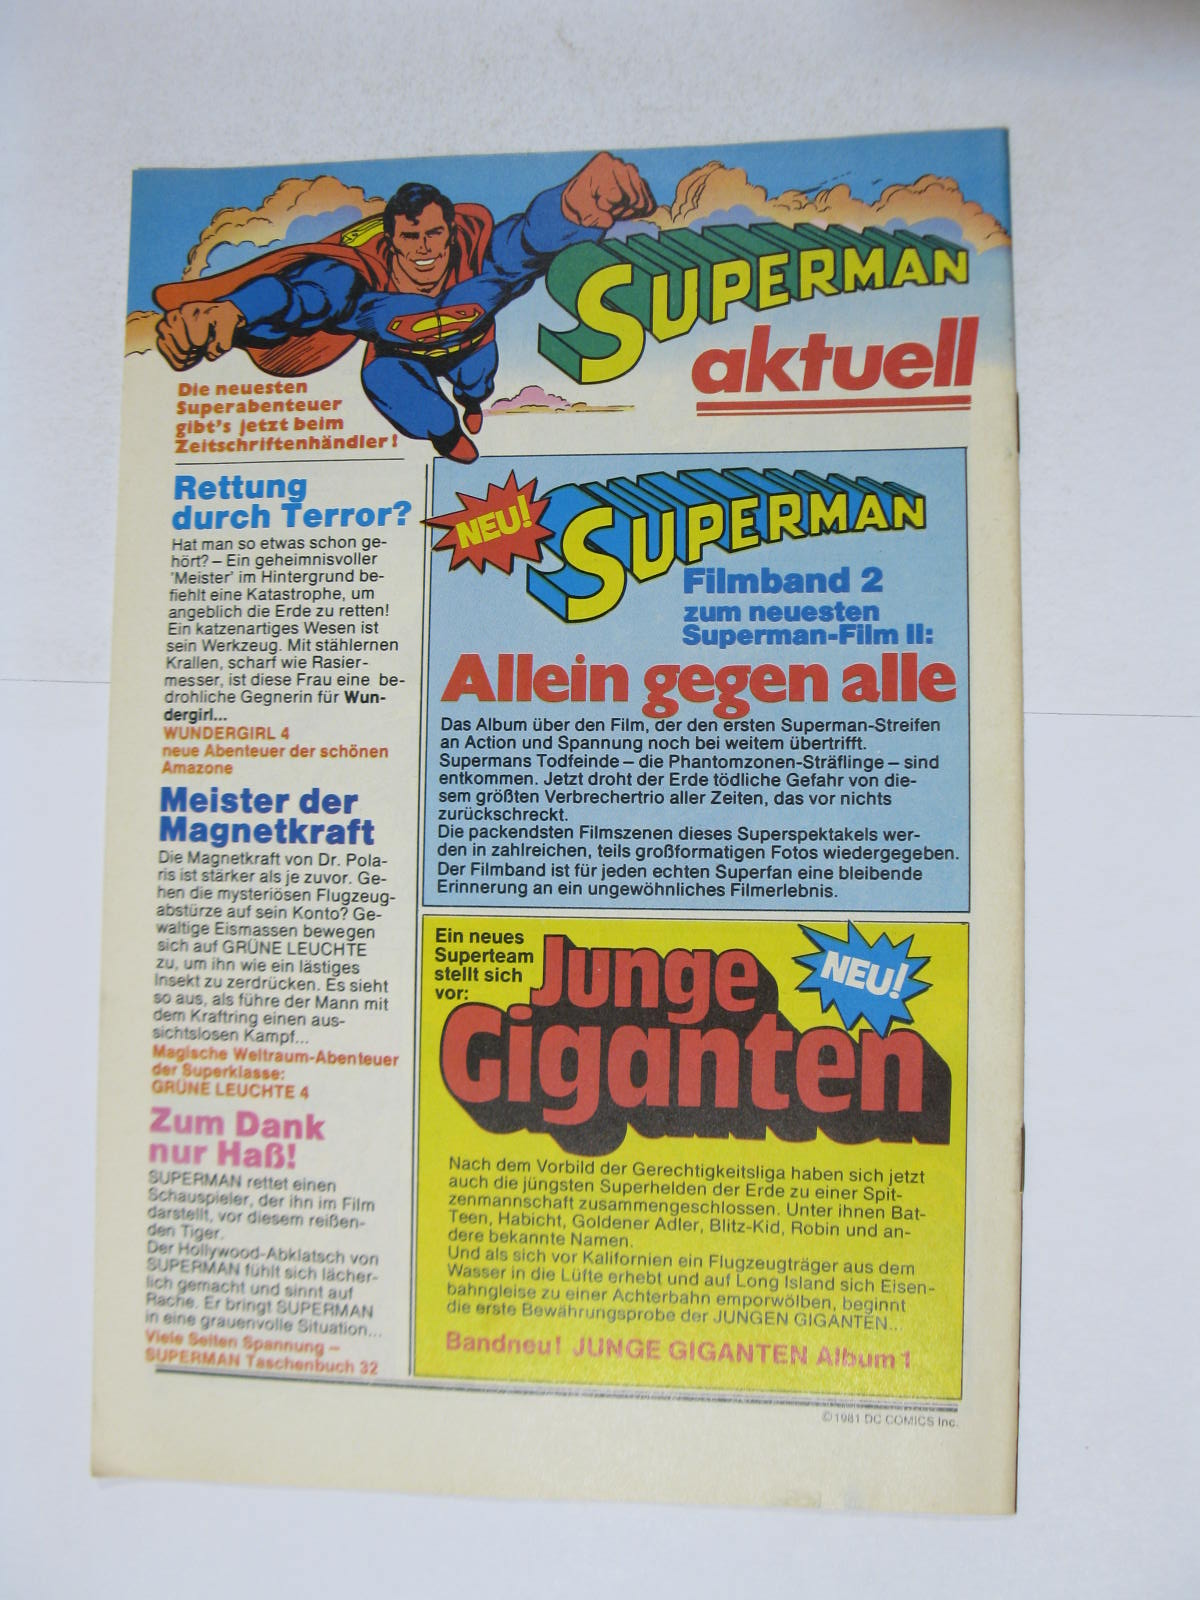 SUPERMAN
aktuell
Die neuesten
Superabenteuer
gibt's jetzt beim
Zeitschriftenhändler!
Rettung
durch Terror?
Hat man so etwas schon ge-
hört? – Ein geheimnisvoller
'Meister' im Hintergrund be-
fiehlt eine Katastrophe, um
angeblich die Erde zu retten!
Ein katzenartiges Wesen ist
sein Werkzeug. Mit stählernen
Krallen, scharf wie Rasier-
messer, ist diese Frau eine be-
drohliche Gegnerin für Wun-
dergirl...
WUNDERGIRL 4
neue Abenteuer der schönen
Amazone
Meister der
Magnetkraft
Die Magnetkraft von Dr. Pola-
ris ist stärker als je zuvor. Ge-
hen die mysteriösen Flugzeug-
abstürze auf sein Konto? Ge-
waltige Eismassen bewegen
sich auf GRÜNE LEUCHTE
zu, um ihn wie ein lästiges
Insekt zu zerdrücken. Es sieht
so aus, als führe der Mann mit
dem Kraftring einen aus-
sichtslosen Kampf...
Magische Weltraum-Abenteuer
der Superklasse:
GRÜNE LEUCHTE 4
Zum Dank
nur Haß!
SUPERMAN rettet einen
Schauspieler, der ihn im Film
darstellt, vor diesem reißen-
den Tiger.
Der Hollywood-Abklatsch von
SUPERMAN fühlt sich lächer-
lich gemacht und sinnt auf
Rache. Er bringt SUPERMAN
in eine grauenvolle Situation...
Viele Seiten Spannung –
SUPERMAN Taschenbuch 32
NEU!
SUPERMAN
Filmband 2
zum neuesten
Superman-Film II:
Allein gegen alle
Das Album über den Film, der den ersten Superman-Streifen
an Action und Spannung noch bei weitem übertrifft.
Supermans Todfeinde – die Phantomzonen-Sträflinge – sind
entkommen. Jetzt droht der Erde tödliche Gefahr von die-
sem größten Verbrechertrio aller Zeiten, das vor nichts
zurückschreckt.
Die packendsten Filmszenen dieses Superspektakels wer-
den in zahlreichen, teils großformatigen Fotos wiedergegeben.
Der Filmband ist für jeden echten Superfan eine bleibende
Erinnerung an ein ungewöhnliches Filmerlebnis.
Ein neues
Superteam
stellt sich
vor:
Junge
Giganten
NEU!
Nach dem Vorbild der Gerechtigkeitsliga haben sich jetzt
auch die jüngsten Superhelden der Erde zu einer Spit-
zenmannschaft zusammengeschlossen. Unter ihnen Bat-
Teen, Habicht, Goldener Adler, Blitz-Kid, Robin und an-
dere bekannte Namen.
Und als sich vor Kalifornien ein Flugzeugträger aus dem
Wasser in die Lüfte erhebt und auf Long Island sich Eisen-
bahngleise zu einer Achterbahn emporwölben, beginnt
die erste Bewährungsprobe der JUNGEN GIGANTEN...
Bandneu! JUNGE GIGANTEN Album 1
©1981 DC COMICS Inc.